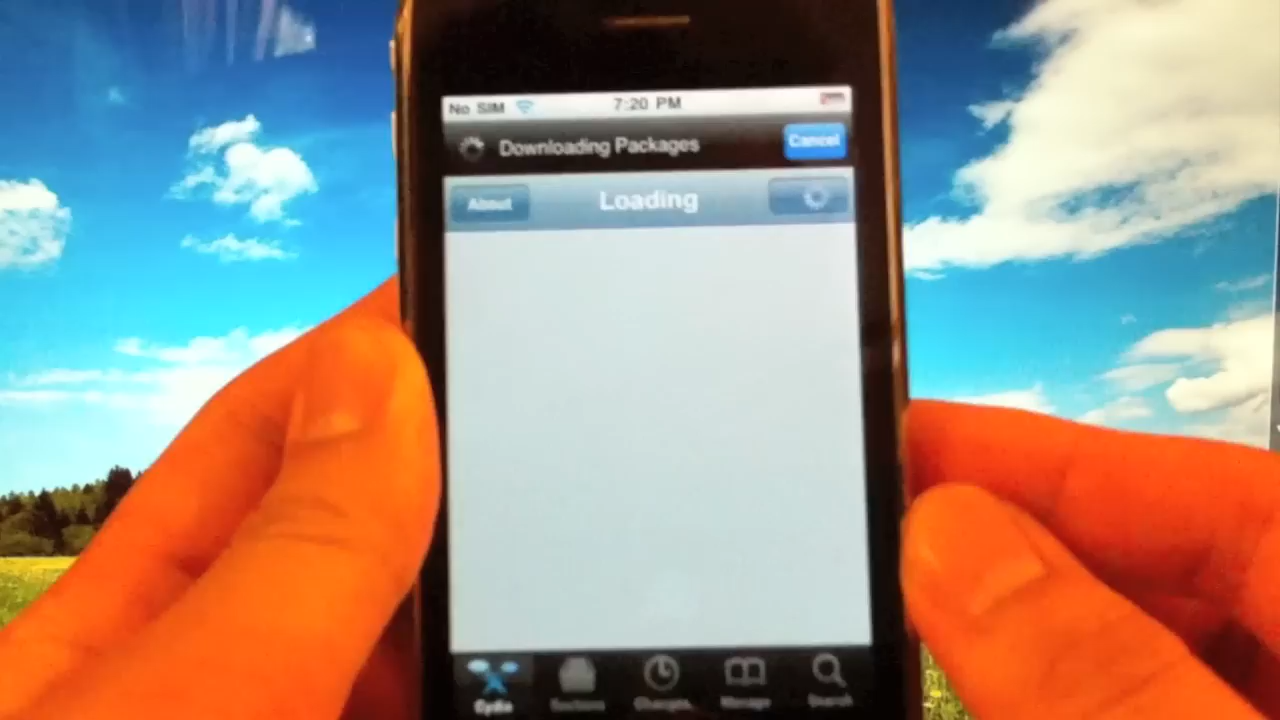 No SIM 7:20 PM
Downloading Packages Cancel
About Loading
Cydia Sections Changes Manage Search